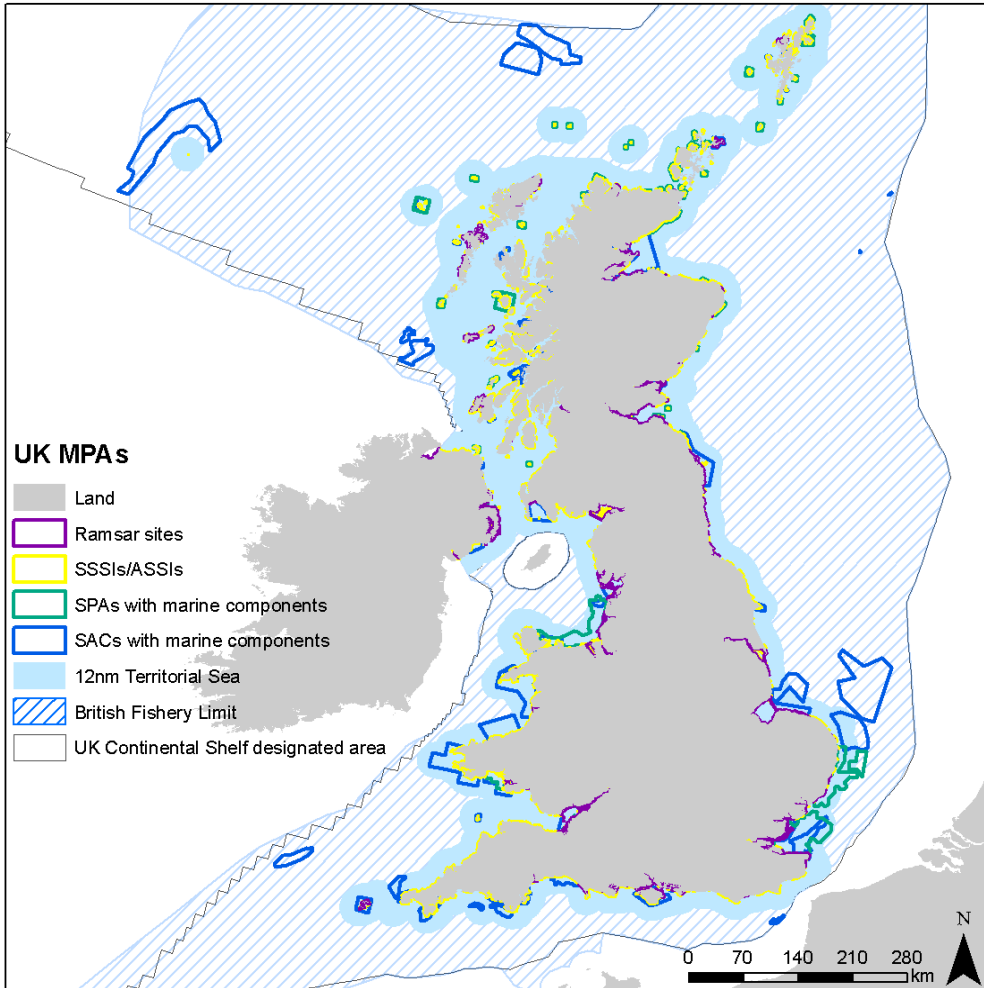 UK MPAs
Land
Ramsar sites
SSSIs/ASSIs
SPAs with marine components
SACs with marine components
12nm Territorial Sea
British Fishery Limit
UK Continental Shelf designated area
N
0 70 140 210 280
km